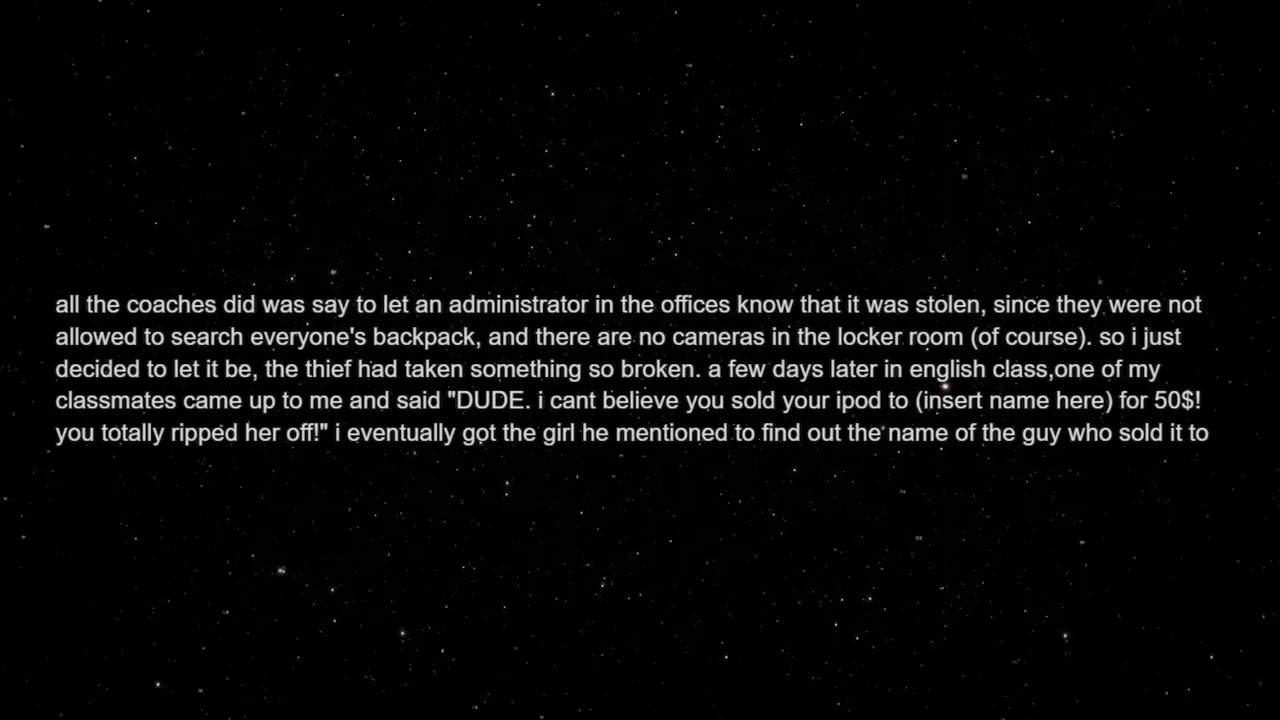 all the coaches did was say to let an administrator in the offices know that it was stolen, since they were not
allowed to search everyone's backpack, and there are no cameras in the locker room (of course). so i just
decided to let it be, the thief had taken something so broken. a few days later in english class,one of my
classmates came up to me and said "DUDE. i cant believe you sold your ipod to (insert name here) for 50$!
you totally ripped her off!" i eventually got the girl he mentioned to find out the name of the guy who sold it to